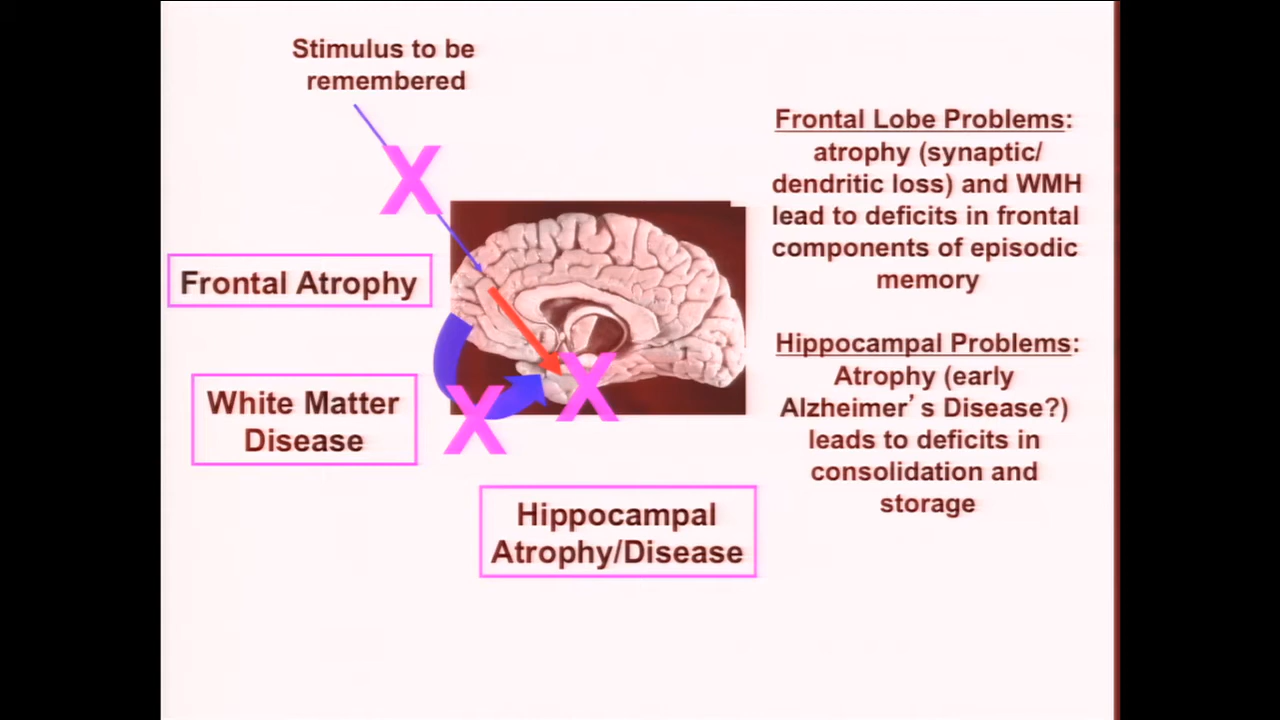 Stimulus to be
remembered
X
Frontal Atrophy
White Matter
Disease
X
X
Hippocampal
Atrophy/Disease
Frontal Lobe Problems:
atrophy (synaptic/
dendritic loss) and WMH
lead to deficits in frontal
components of episodic
memory
Hippocampal Problems:
Atrophy (early
Alzheimer’s Disease?)
leads to deficits in
consolidation and
storage